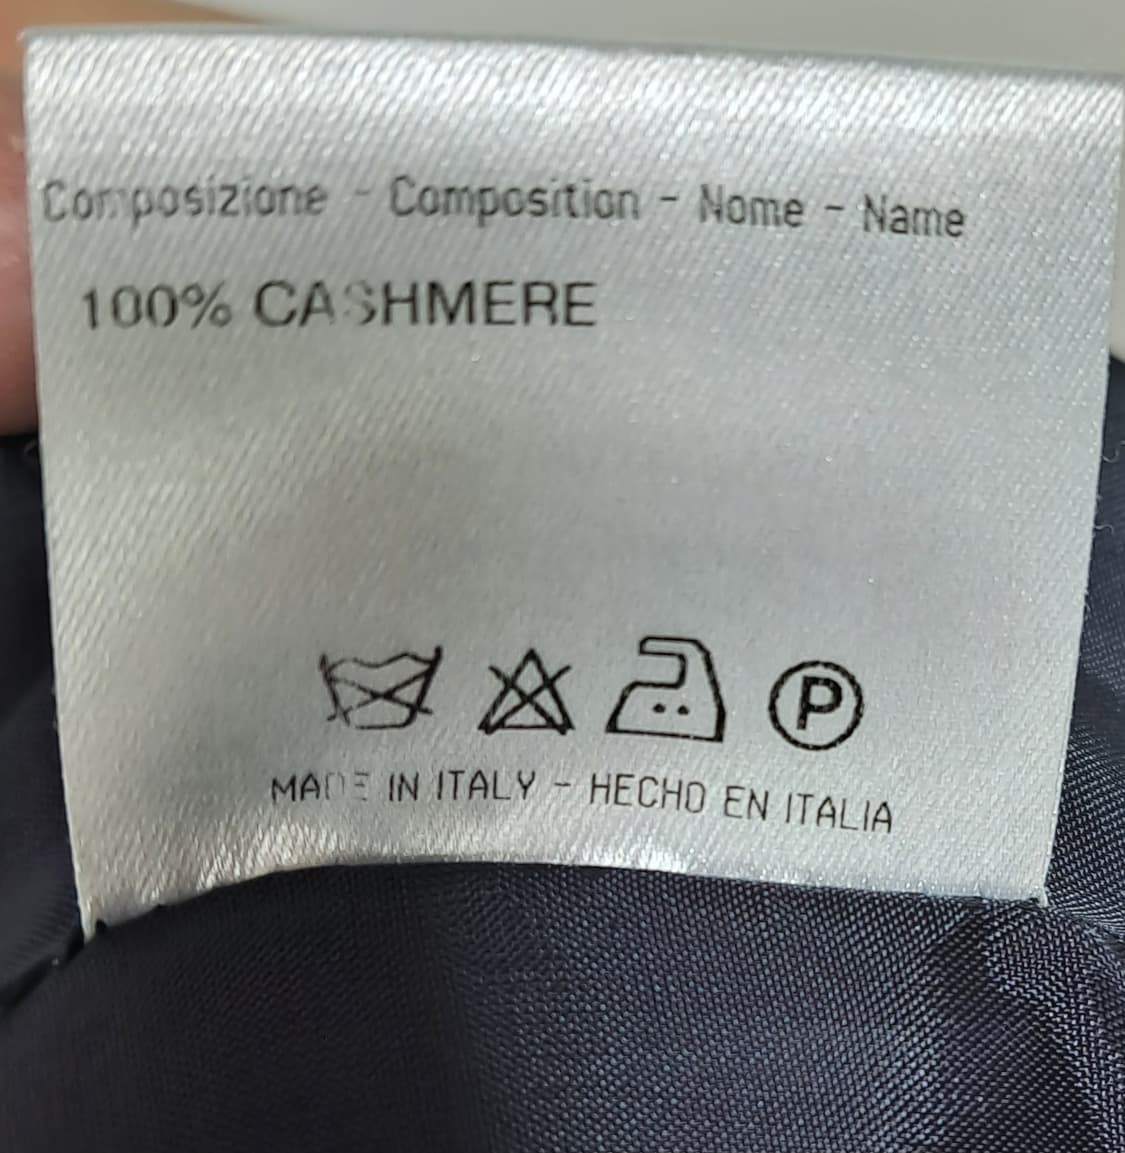 Composizione - Composition - Nome - Name
100% CASHMERE
P
MADE IN ITALY - HECHO EN ITALIA